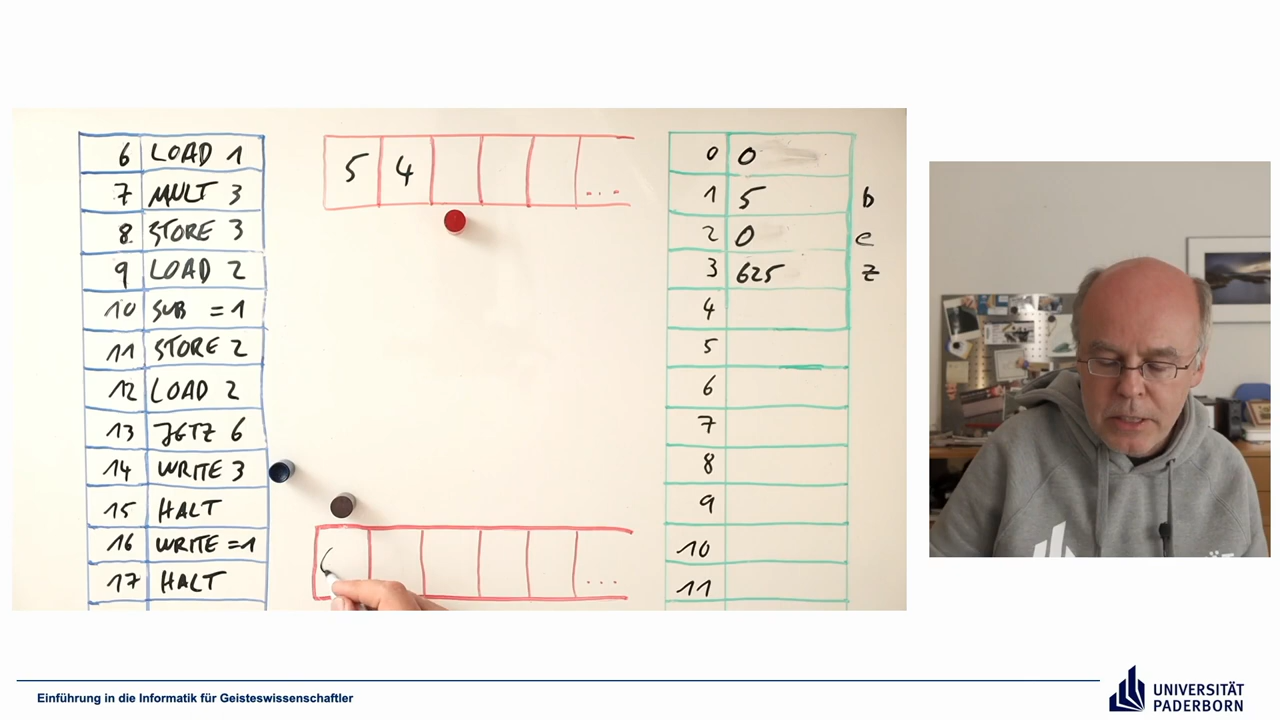 6 LOAD 1
7 MULT 3
8. STORE 3
9 LOAD 2
10 SUB = 1
11 STORE 2
12 LOAD 2
13 JGTZ 6
14 WRITE 3
15 HALT
16 WRITE =1
17 HALT
5 4 ...
...
0 0
1 5 b
2 0 e
3 625 z
4
5
6
7
8
9
10
11
Einführung in die Informatik für Geisteswissenschaftler
UNIVERSITÄT
PADERBORN